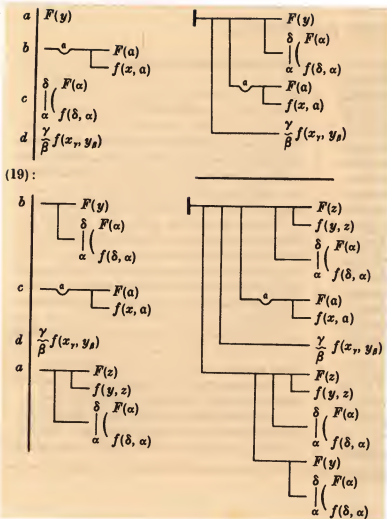 a F(y)
b a F(a)
f(x, a)
c δ F(α)
α ( f(δ, α)
d γ
β f(xγ, yβ)
F(y)
δ F(α)
α ( f(δ, α)
a F(a)
f(x, a)
γ
β f(xγ, yβ)
(19):
b F(y)
δ F(α)
α ( f(δ, α)
c a F(a)
f(x, a)
d γ
β f(xγ, yβ)
a F(z)
f(y, z)
δ F(α)
α ( f(δ, α)
F(z)
f(y, z)
δ F(α)
α ( f(δ, α)
a F(a)
f(x, a)
γ
β f(xγ, yβ)
F(z)
f(y, z)
δ F(α)
α ( f(δ, α)
F(y)
δ F(α)
α ( f(δ, α)